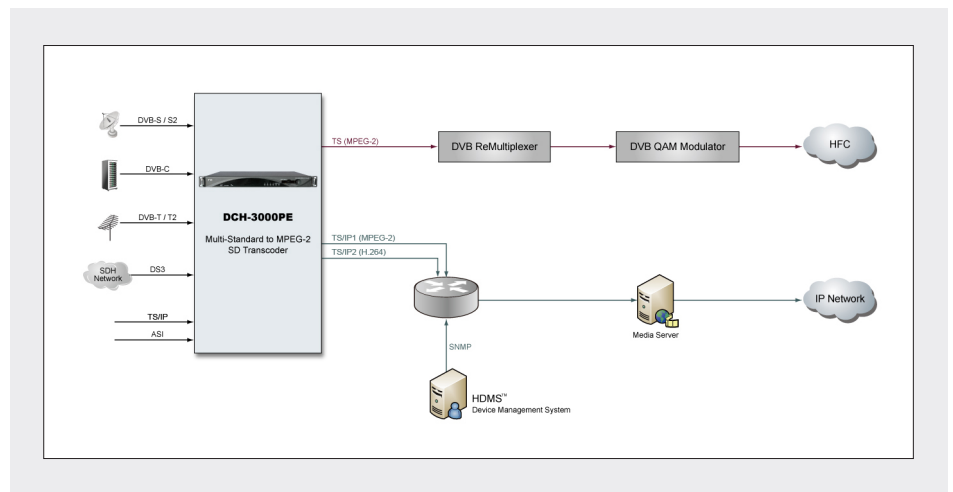 DVB-S / S2
DVB-C
DVB-T / T2
SDH
Network
DS3
TS/IP
ASI
DCH-3000PE
Multi-Standard to MPEG-2
SD Transcoder
TS (MPEG-2)
DVB ReMultiplexer
DVB QAM Modulator
HFC
TS/IP1 (MPEG-2)
TS/IP2 (H.264)
Media Server
IP Network
SNMP
HDMS™
Device Management System